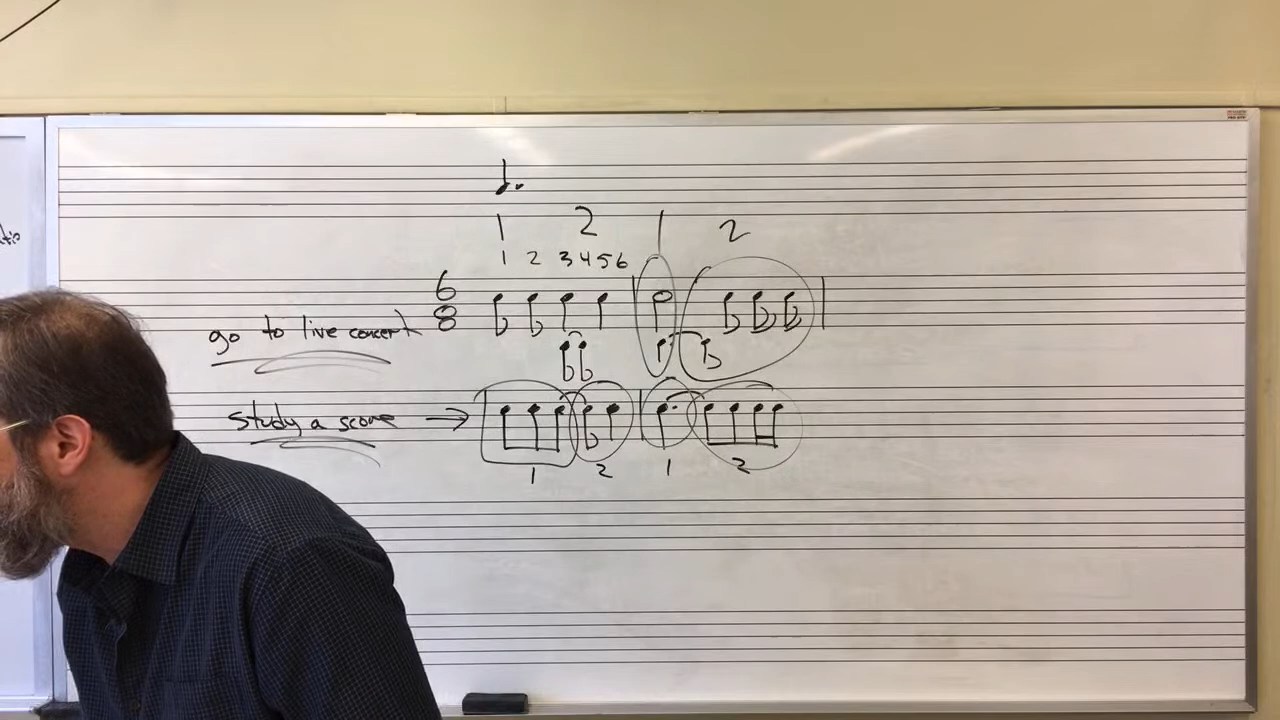 1 2 1 2
1 2 3 4 5 6
6
8
go to live concert
study a score →
1 2 1 2